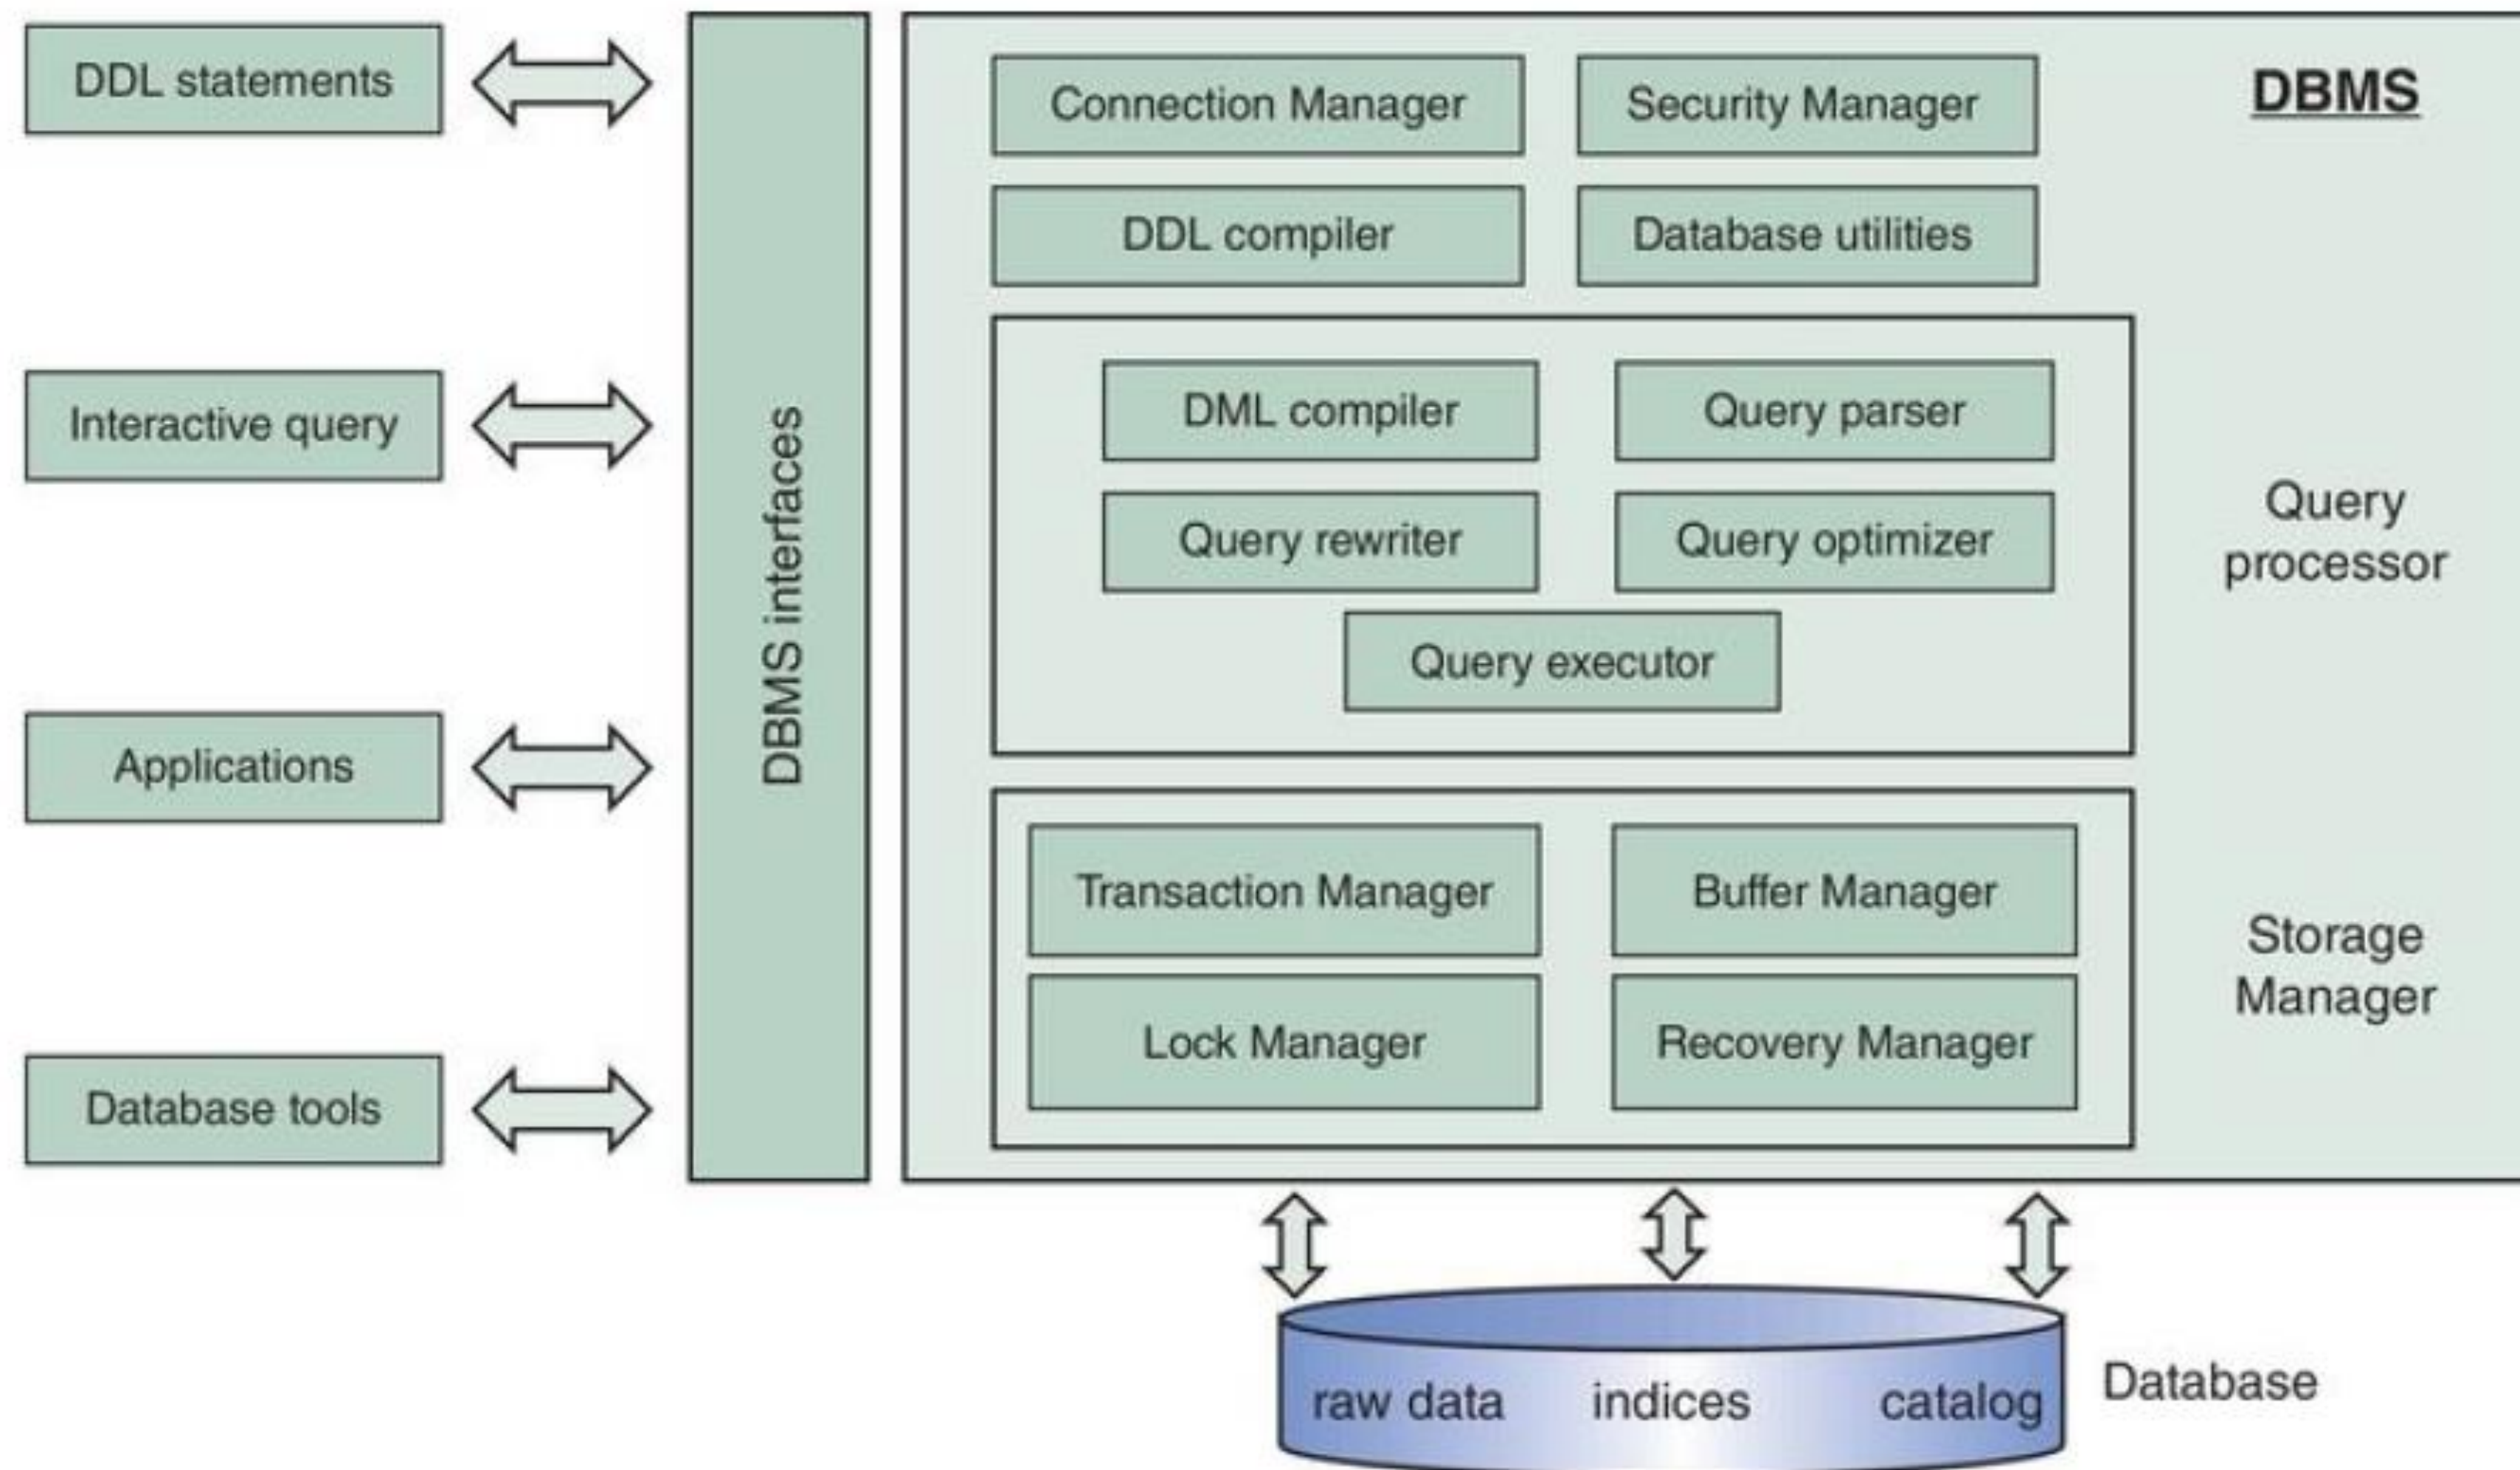 DDL statements
Interactive query
Applications
Database tools
DBMS interfaces
DBMS
Connection Manager
Security Manager
DDL compiler
Database utilities
DML compiler
Query parser
Query rewriter
Query optimizer
Query executor
Query
processor
Transaction Manager
Buffer Manager
Lock Manager
Recovery Manager
Storage
Manager
raw data
indices
catalog
Database